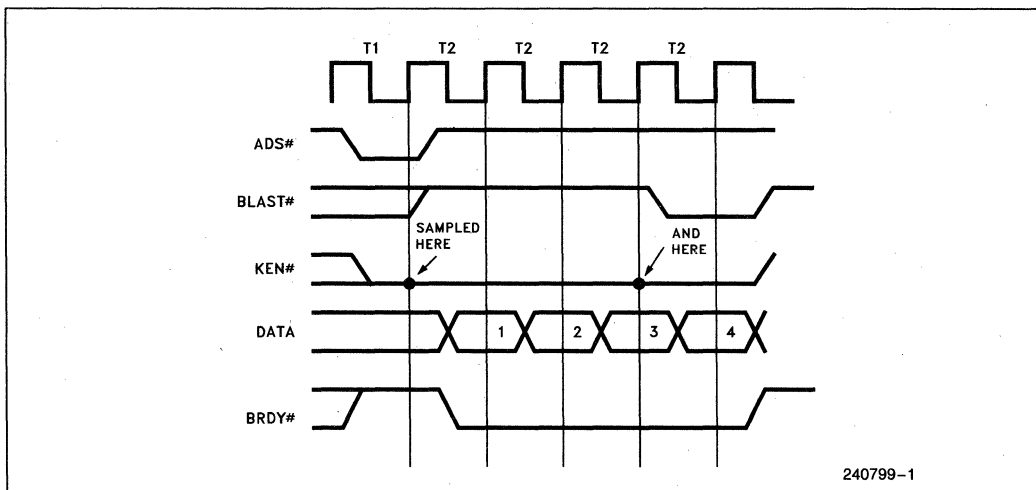 T1 T2 T2 T2 T2
ADS#
BLAST#
SAMPLED
HERE
AND
HERE
KEN#
DATA 1 2 3 4
BRDY#
240799-1